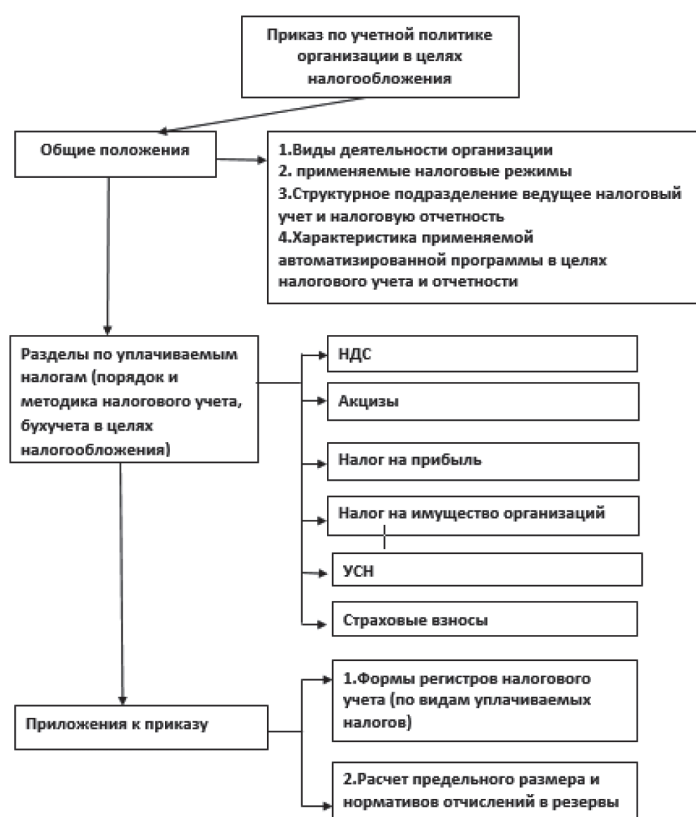 Приказ по учетной политике
организации в целях
налогообложения
Общие положения
1.Виды деятельности организации
2. применяемые налоговые режимы
3.Структурное подразделение ведущее налоговый
учет и налоговую отчетность
4.Характеристика применяемой
автоматизированной программы в целях
налогового учета и отчетности
Разделы по уплачиваемым
налогам (порядок и
методика налогового учета,
бухучета в целях
налогообложения)
НДС
Акцизы
Налог на прибыль
Налог на имущество организаций
УСН
Страховые взносы
Приложения к приказу
1.Формы регистров налогового
учета (по видам уплачиваемых
налогов)
2.Расчет предельного размера и
нормативов отчислений в резервы